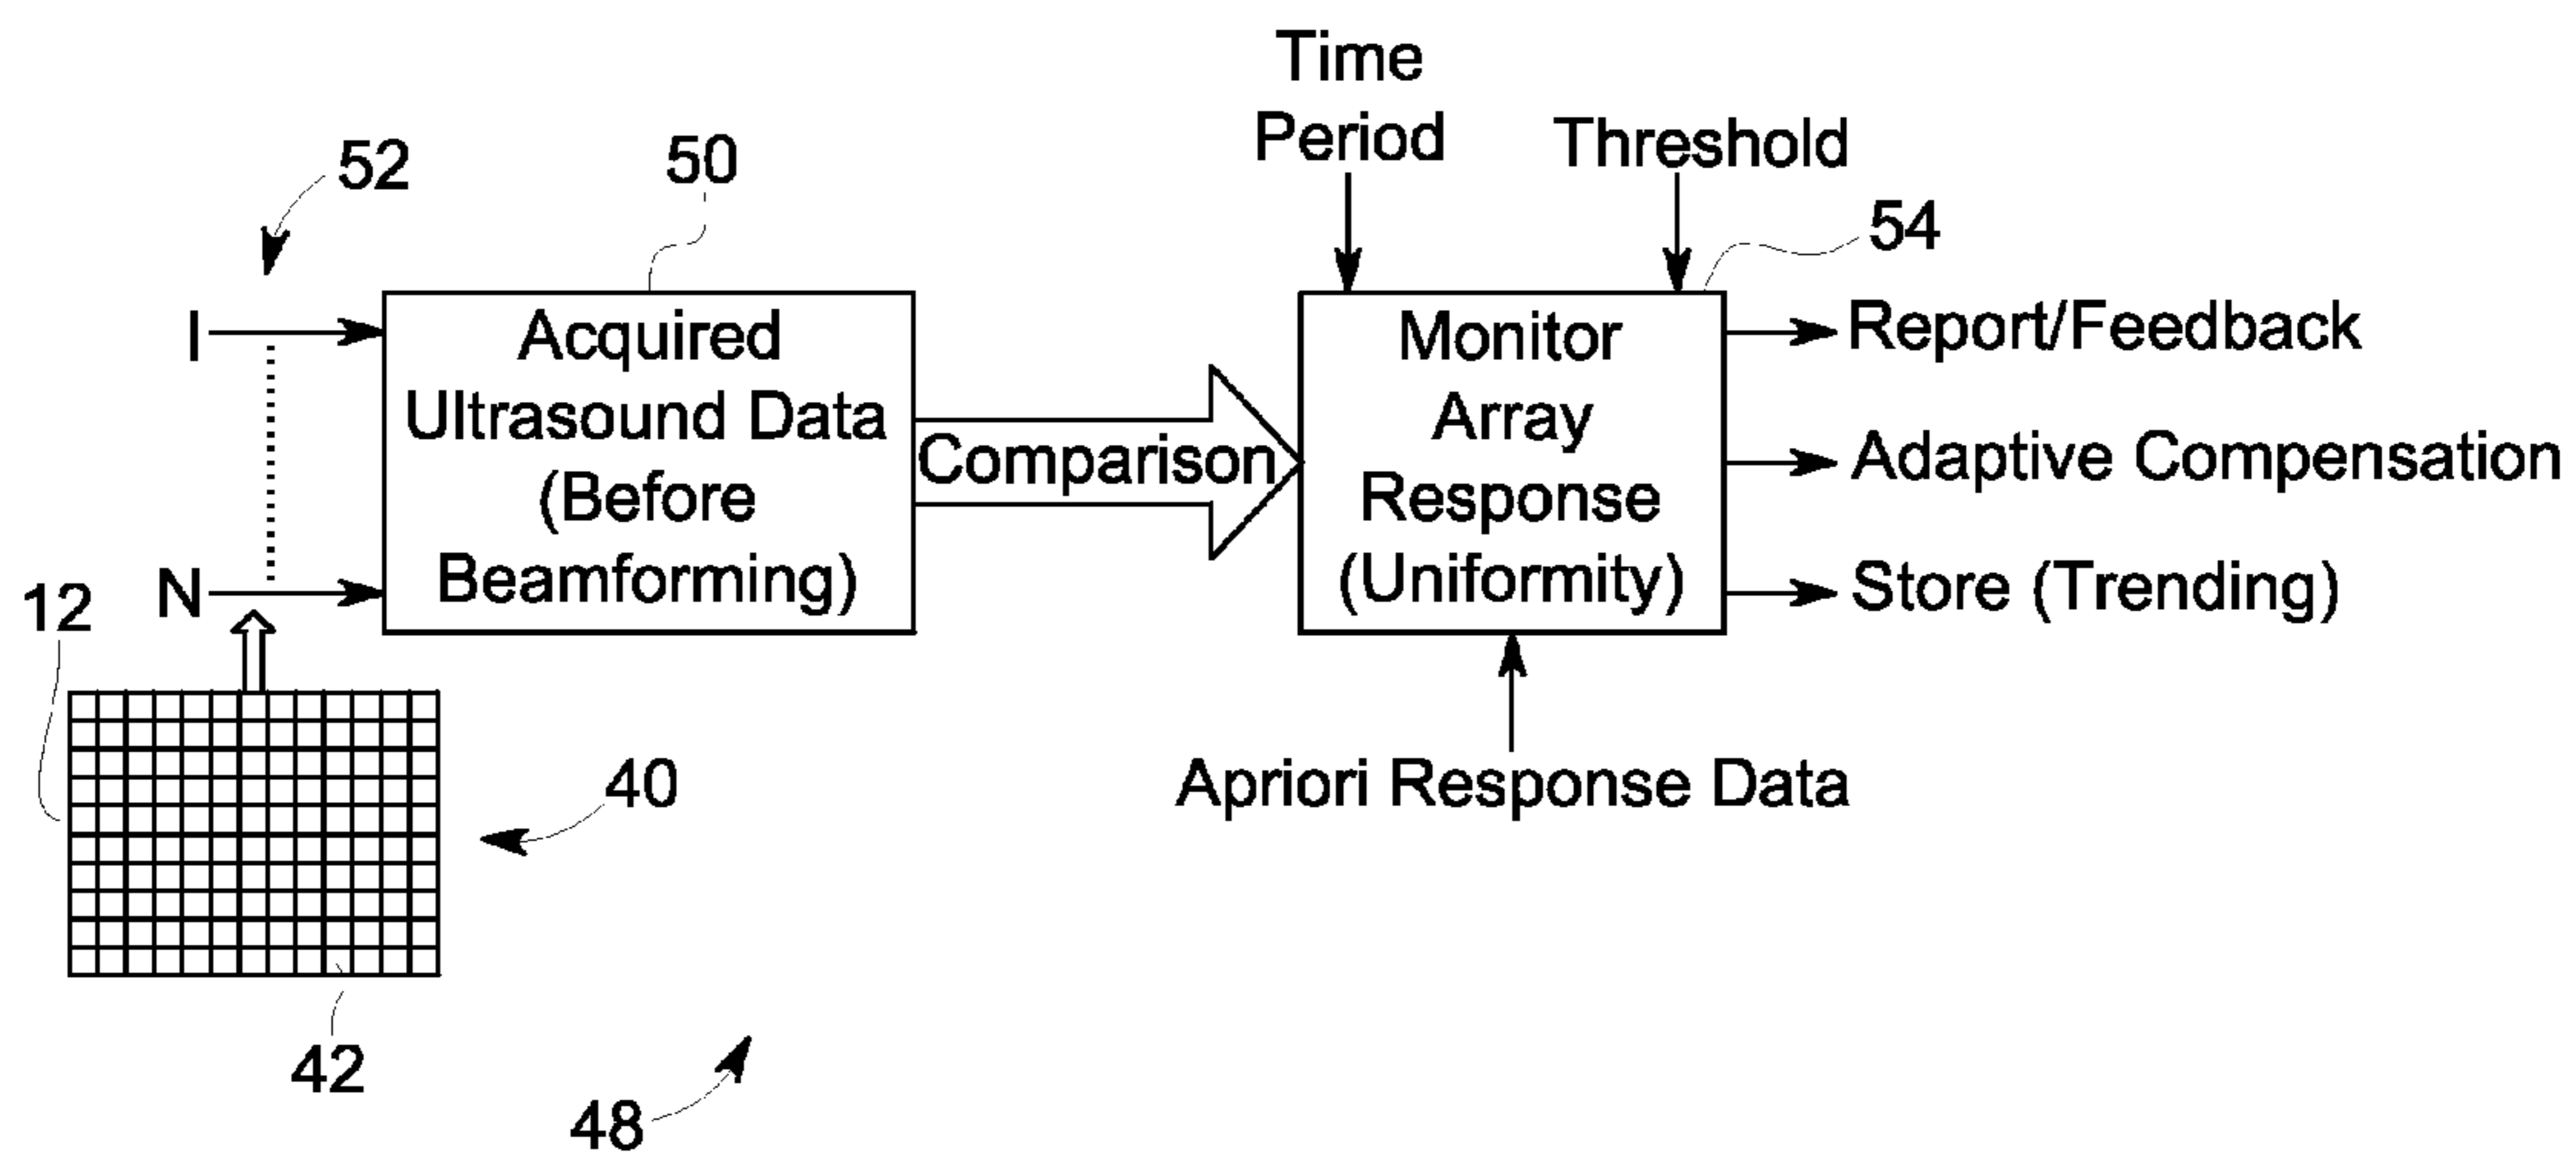 Time
Period
Threshold
52
50
54
I
Acquired
Ultrasound Data
(Before
Beamforming)
Comparison
Monitor
Array
Response
(Uniformity)
Report/Feedback
Adaptive Compensation
Store (Trending)
N
12
40
Apriori Response Data
42
48